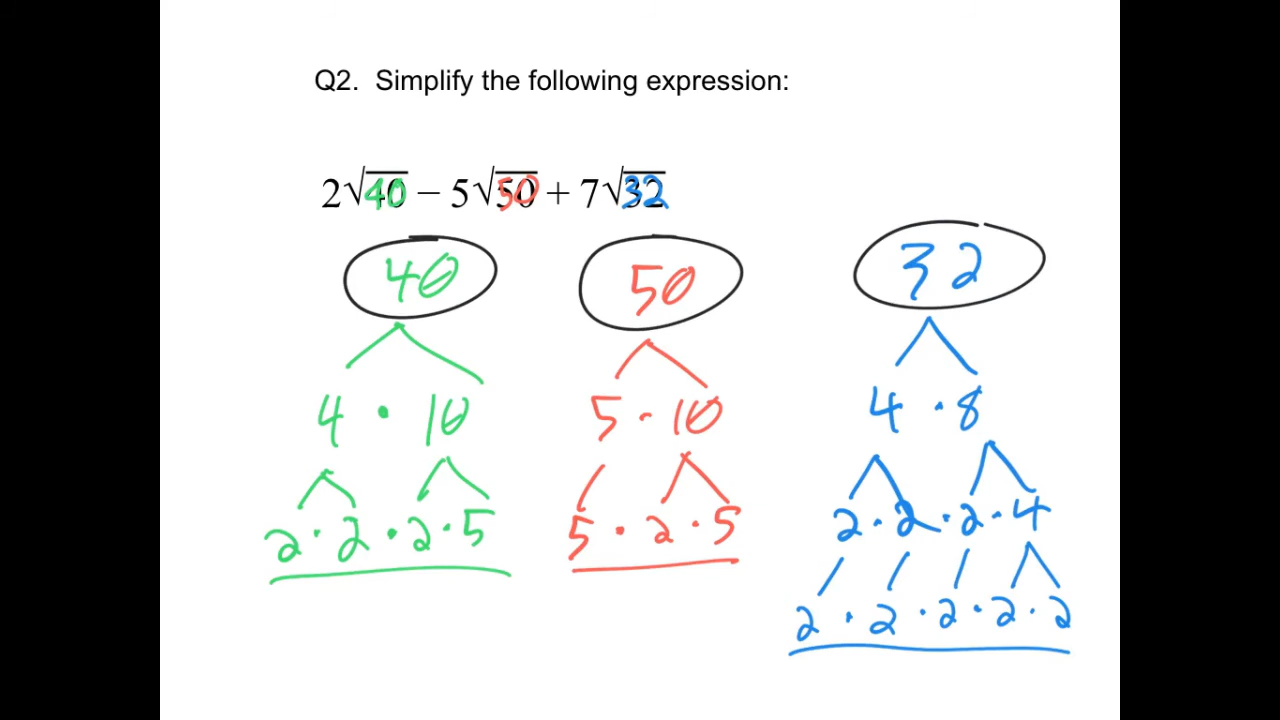 Q2.  Simplify the following expression:
2√40 − 5√50 + 7√32
40 50 32
4 · 10 5 · 10 4 · 8
2 · 2 · 2 · 5 5 · 2 · 5 2 · 2 · 2 · 4
2 · 2 · 2 · 2 · 2